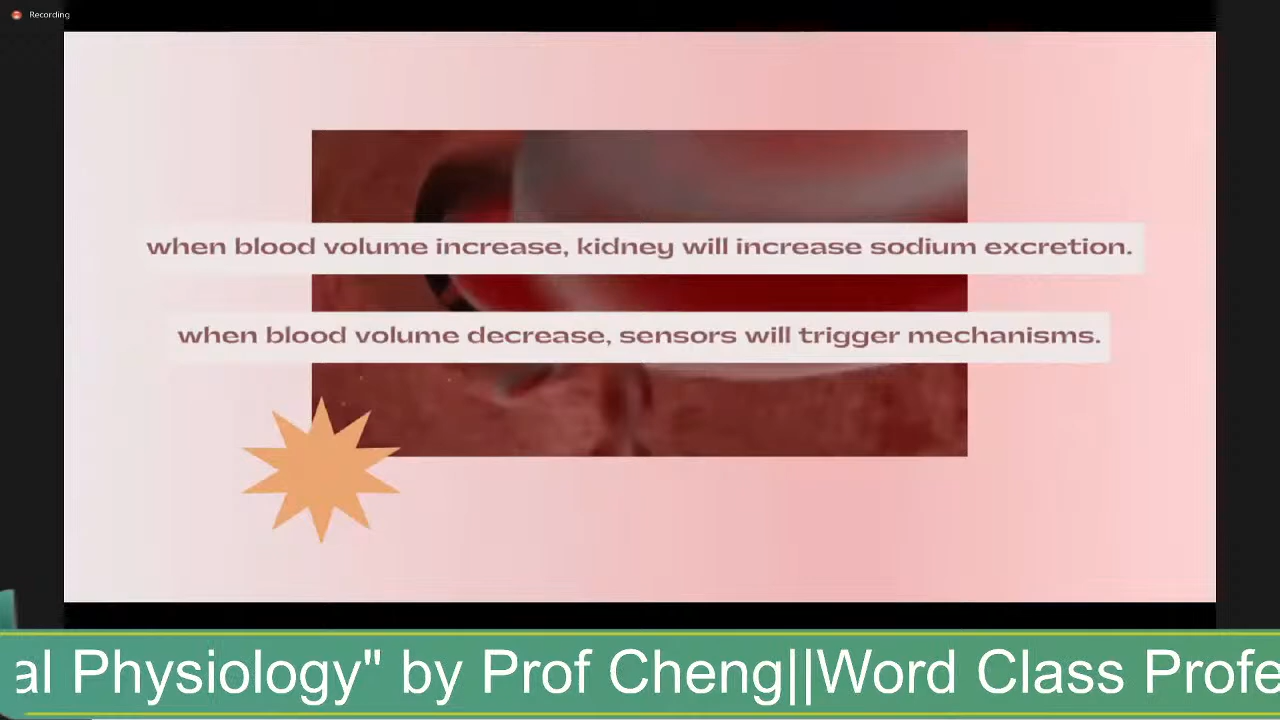 Recording
when blood volume increase, kidney will increase sodium excretion.
when blood volume decrease, sensors will trigger mechanisms.
al Physiology" by Prof Cheng||Word Class Profe